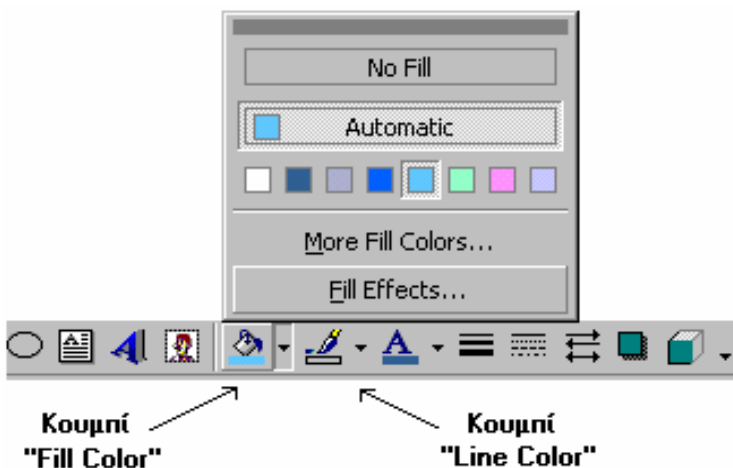 No Fill
Automatic
More Fill Colors...
Fill Effects...
Κουμπί
"Fill Color"
Κουμπί
"Line Color"